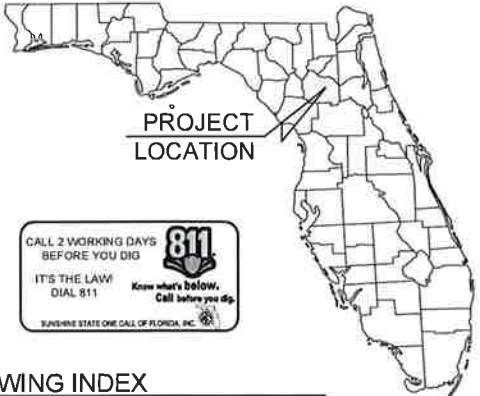 PROJECT
LOCATION
CALL 2 WORKING DAYS
BEFORE YOU DIG
IT'S THE LAW!
DIAL 811
811
Know what's below.
Call before you dig.
SUNSHINE STATE ONE CALL OF FLORIDA, INC.
WING INDEX